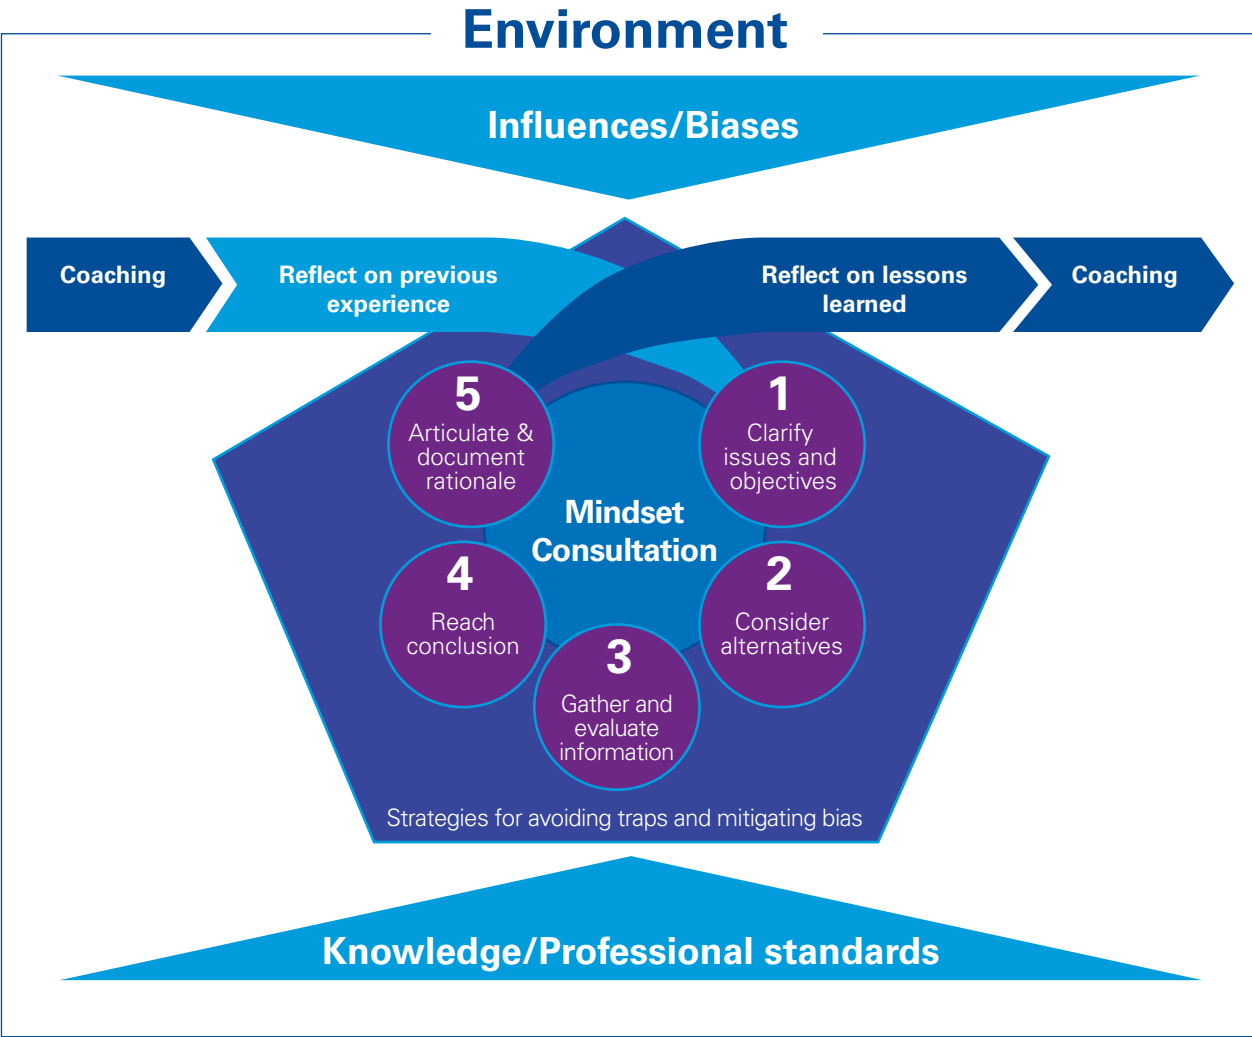 Environment
Influences/Biases
Coaching
Reflect on previous
experience
Reflect on lessons
learned
Coaching
5
Articulate &
document
rationale
1
Clarify
issues and
objectives
Mindset
Consultation
4
Reach
conclusion
2
Consider
alternatives
3
Gather and
evaluate
information
Strategies for avoiding traps and mitigating bias
Knowledge/Professional standards